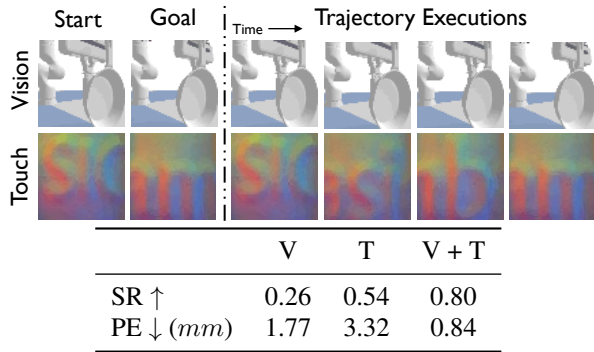 Start Goal Trajectory Executions
Time
Vision
Touch
V T V + T
SR ↑ 0.26 0.54 0.80
PE ↓ (mm) 1.77 3.32 0.84